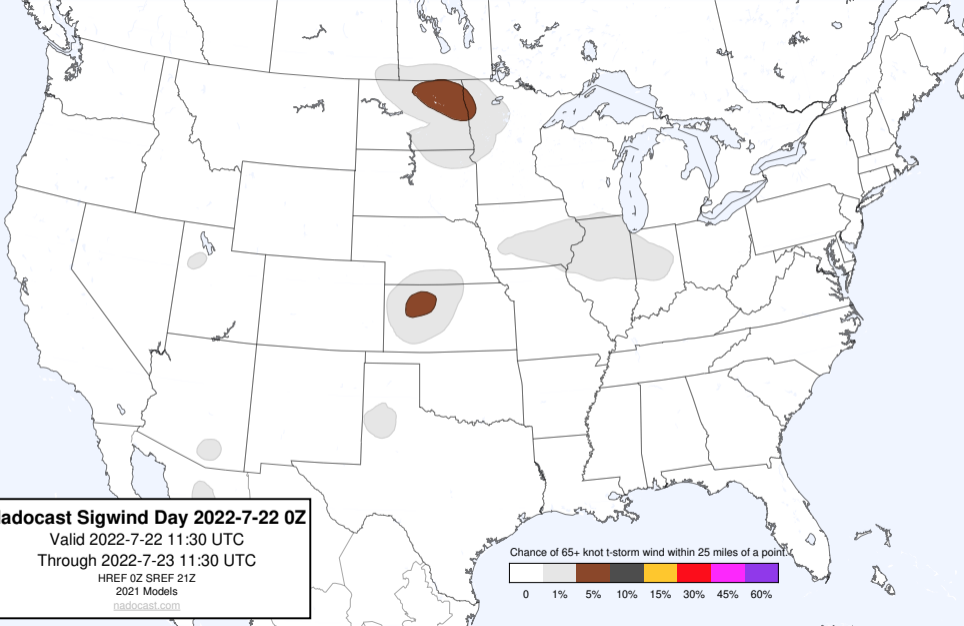 adocast Sigwind Day 2022-7-22 0Z
Valid 2022-7-22 11:30 UTC
Through 2022-7-23 11:30 UTC
HREF 0Z SREF 21Z
2021 Models
nadocast.com
Chance of 65+ knot t-storm wind within 25 miles of a point.
0 1% 5% 10% 15% 30% 45% 60%